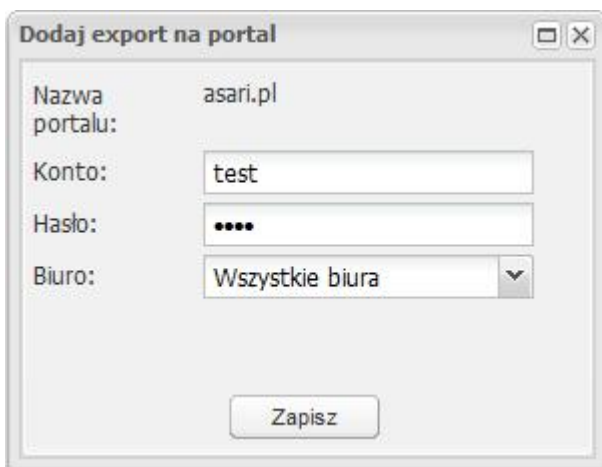 Dodaj export na portal
Nazwa asari.pl
portalu:
Konto: test
Hasło: ••••
Biuro: Wszystkie biura
Zapisz